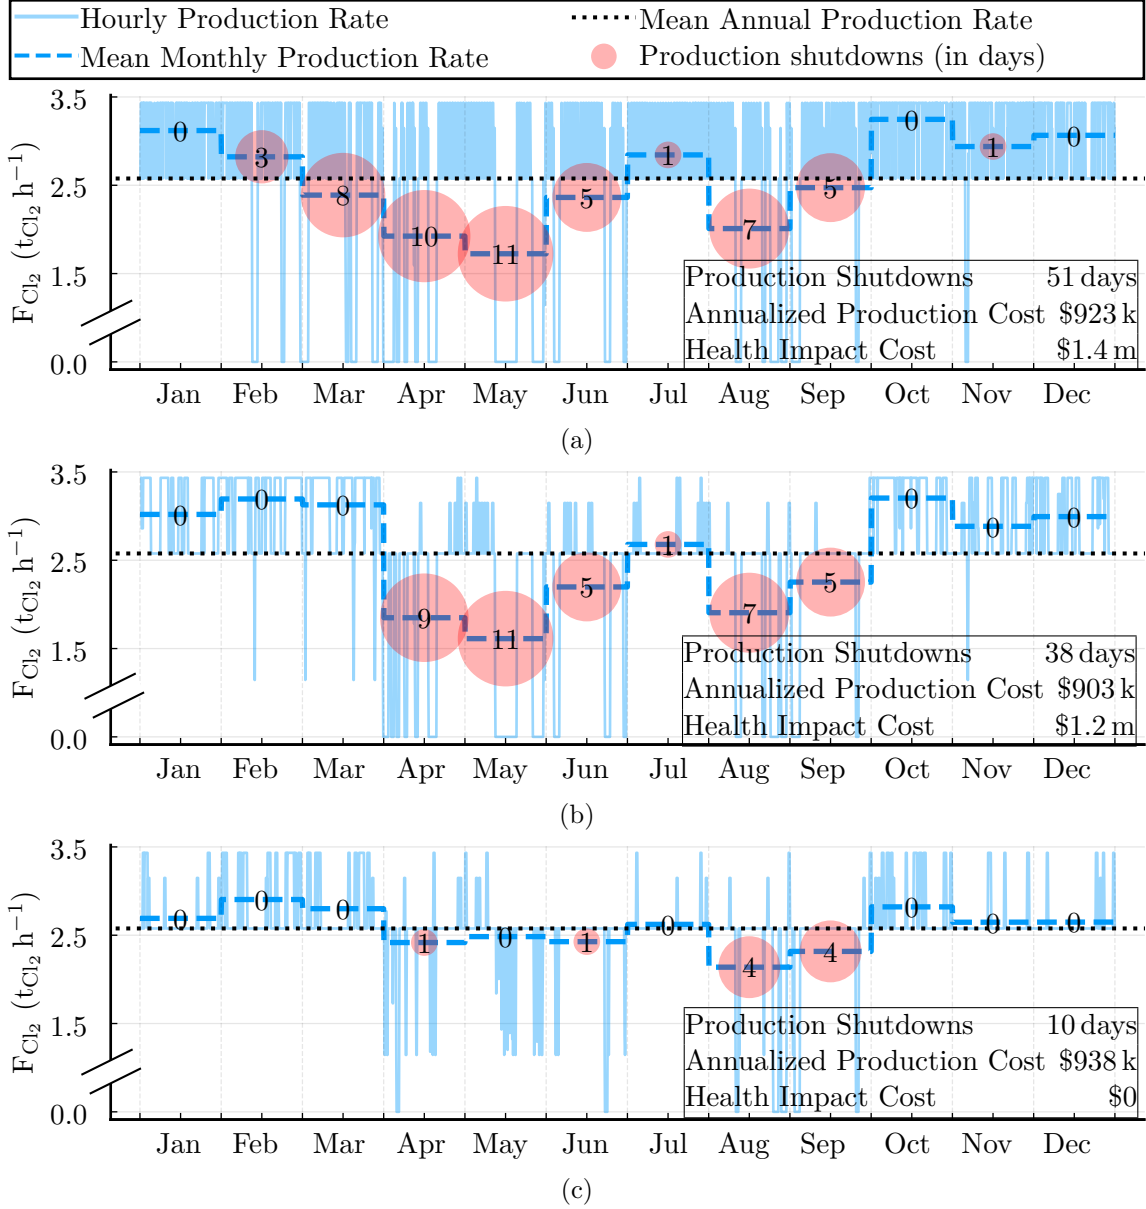 Hourly Production Rate
Mean Annual Production Rate
Mean Monthly Production Rate
Production shutdowns (in days)
F_Cl₂ (t_Cl₂ h⁻¹)
3.5
2.5
1.5
0.0
0 3 8 10 11 5 1 7 5 0 1 0
Production Shutdowns 51 days
Annualized Production Cost $923 k
Health Impact Cost $1.4 m
Jan Feb Mar Apr May Jun Jul Aug Sep Oct Nov Dec
(a)
F_Cl₂ (t_Cl₂ h⁻¹)
3.5
2.5
1.5
0.0
0 0 0 9 11 5 1 7 5 0 0 0
Production Shutdowns 38 days
Annualized Production Cost $903 k
Health Impact Cost $1.2 m
Jan Feb Mar Apr May Jun Jul Aug Sep Oct Nov Dec
(b)
F_Cl₂ (t_Cl₂ h⁻¹)
3.5
2.5
1.5
0.0
0 0 0 1 0 1 0 4 4 0 0 0
Production Shutdowns 10 days
Annualized Production Cost $938 k
Health Impact Cost $0
Jan Feb Mar Apr May Jun Jul Aug Sep Oct Nov Dec
(c)